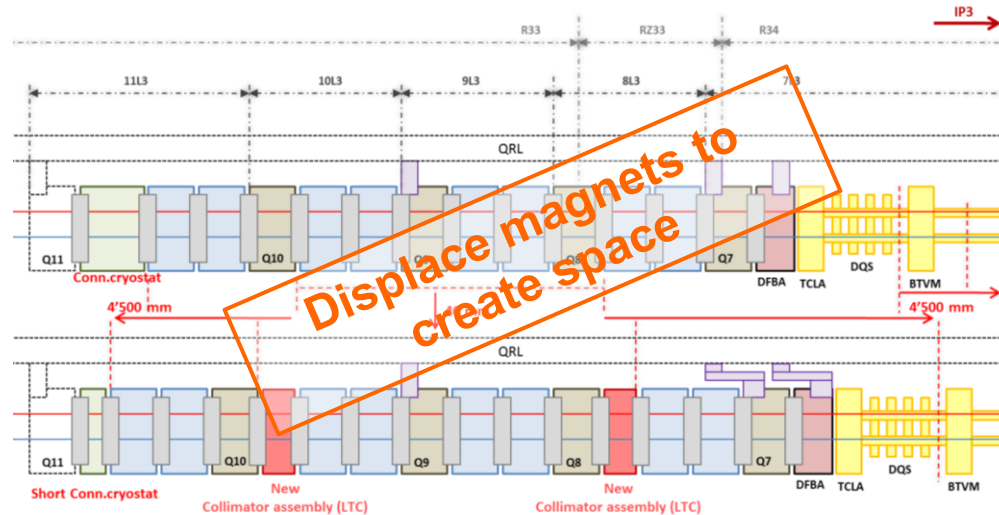 IP3
R33 RZ33 R34
11L3 10L3 9L3 8L3 7L3
QRL
Displace magnets to
create space
Q11 Q10 Q8 Q7
Conn.cryostat DFBA TCLA DQS BTVM
4'500 mm 4'500 mm
QRL
Q11 Q10 Q9 Q8 Q7
Short Conn.cryostat DFBA TCLA DQS BTVM
New New
Collimator assembly (LTC) Collimator assembly (LTC)